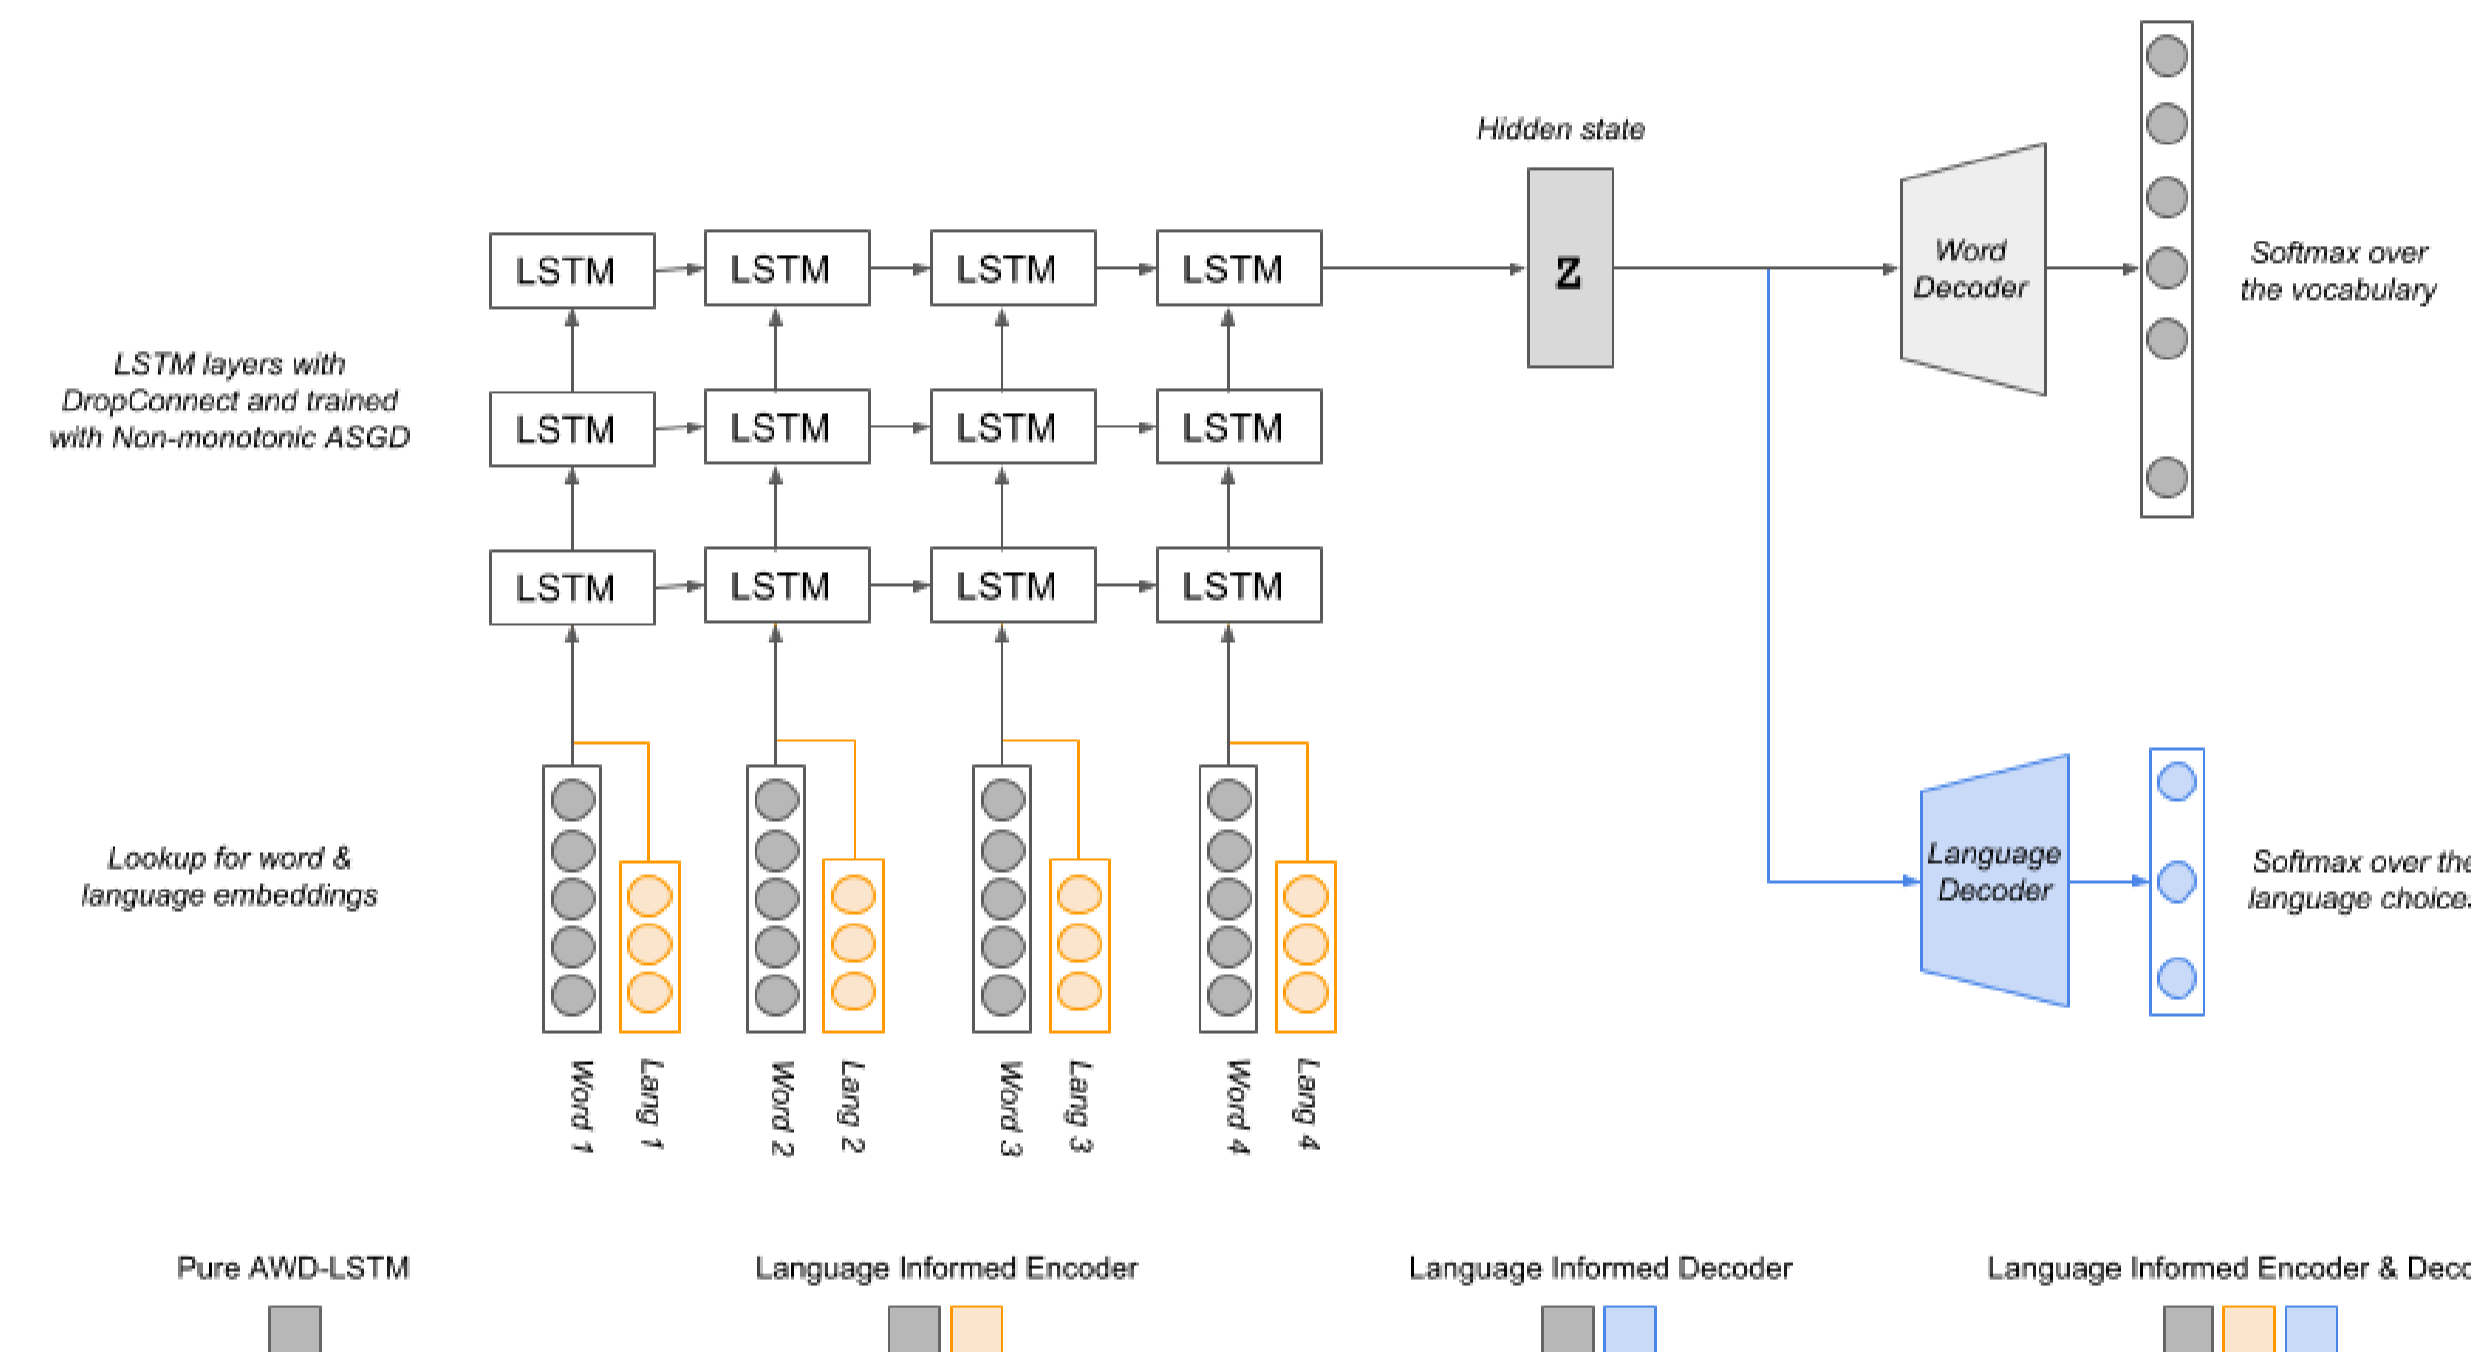 Hidden state
LSTM
LSTM
LSTM
LSTM
Z
Word
Decoder
Softmax over
the vocabulary
LSTM layers with
DropConnect and trained
with Non-monotonic ASGD
LSTM
LSTM
LSTM
LSTM
LSTM
LSTM
LSTM
LSTM
Lookup for word &
language embeddings
Language
Decoder
Softmax over the
language choice
Word 1
Lang 1
Word 2
Lang 2
Word 3
Lang 3
Word 4
Lang 4
Pure AWD-LSTM
Language Informed Encoder
Language Informed Decoder
Language Informed Encoder & Deco